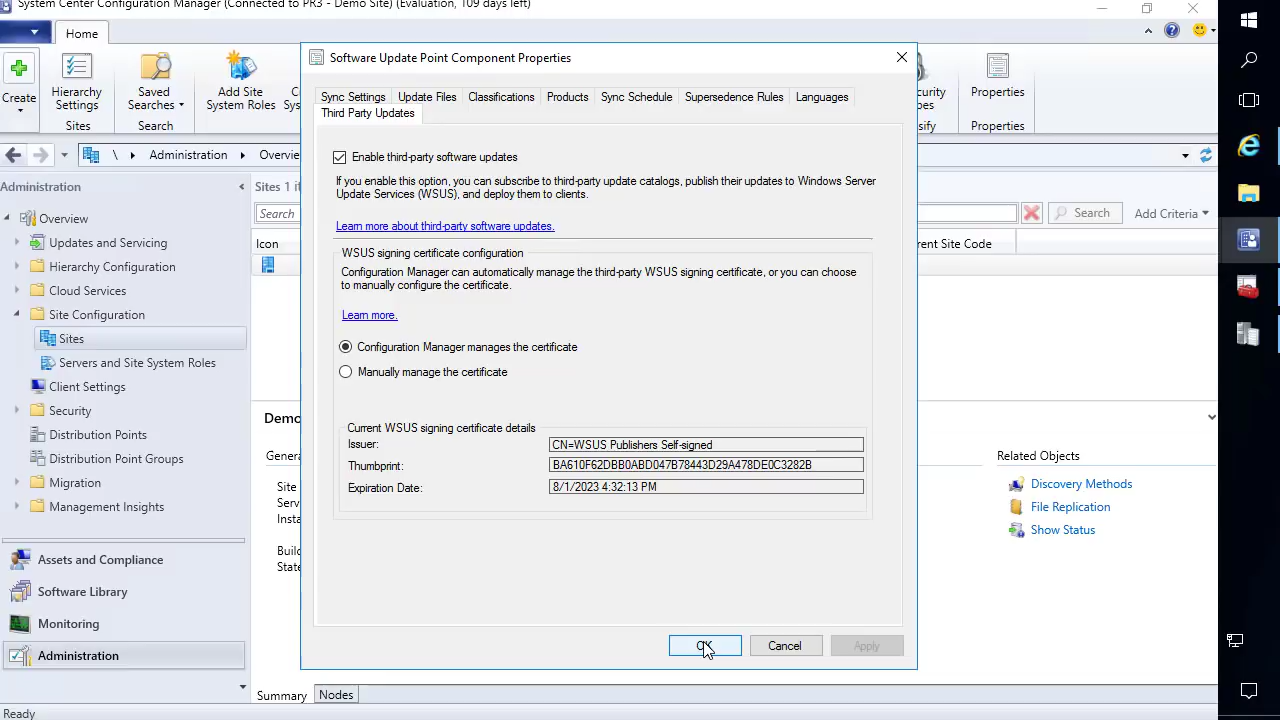 System Center Configuration Manager (Connected to PR3 - Demo Site) (Evaluation, 109 days left)
Home
Create
Hierarchy Settings
Saved Searches
Add Site System Roles
Properties
Sites
Search
Properties
\ Administration Overvie
Administration
Overview
Updates and Servicing
Hierarchy Configuration
Cloud Services
Site Configuration
Sites
Servers and Site System Roles
Client Settings
Security
Distribution Points
Distribution Point Groups
Migration
Management Insights
Assets and Compliance
Software Library
Monitoring
Administration
Ready
Sites 1 i
Search
Search
Add Criteria
Icon
rent Site Code
Software Update Point Component Properties
Sync Settings Update Files Classifications Products Sync Schedule Supersedence Rules Languages
Third Party Updates
Enable third-party software updates
If you enable this option, you can subscribe to third-party update catalogs, publish their updates to Windows Server
Update Services (WSUS), and deploy them to clients.
Learn more about third-party software updates.
WSUS signing certificate configuration
Configuration Manager can automatically manage the third-party WSUS signing certificate, or you can choose
to manually configure the certificate.
Learn more.
Configuration Manager manages the certificate
Manually manage the certificate
Current WSUS signing certificate details
Issuer: CN=WSUS Publishers Self-signed
Thumbprint: BA610F62DBB0ABD047B78443D29A478DE0C3282B
Expiration Date: 8/1/2023 4:32:13 PM
OK Cancel Apply
Demo
Genera
Site
Serv
Insta
Build
State
Related Objects
Discovery Methods
File Replication
Show Status
Summary Nodes